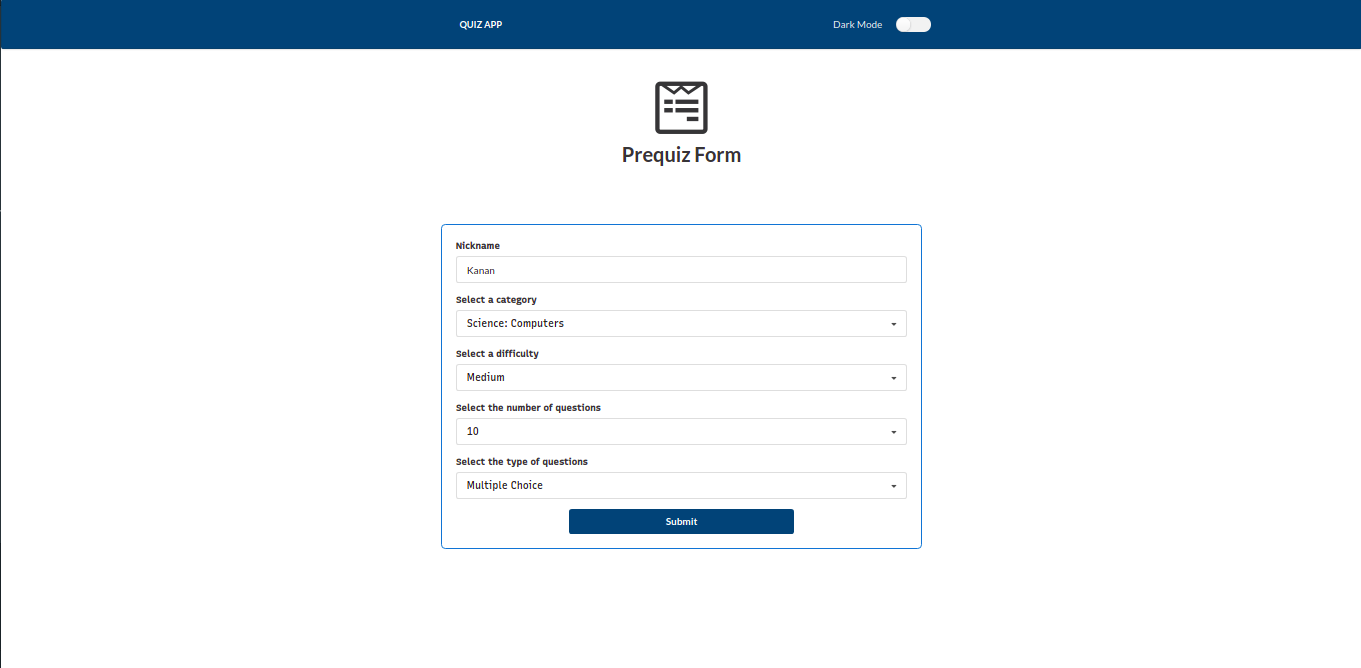 QUIZ APP
Dark Mode
Prequiz Form
Nickname
Kanan
Select a category
Science: Computers
Select a difficulty
Medium
Select the number of questions
10
Select the type of questions
Multiple Choice
Submit